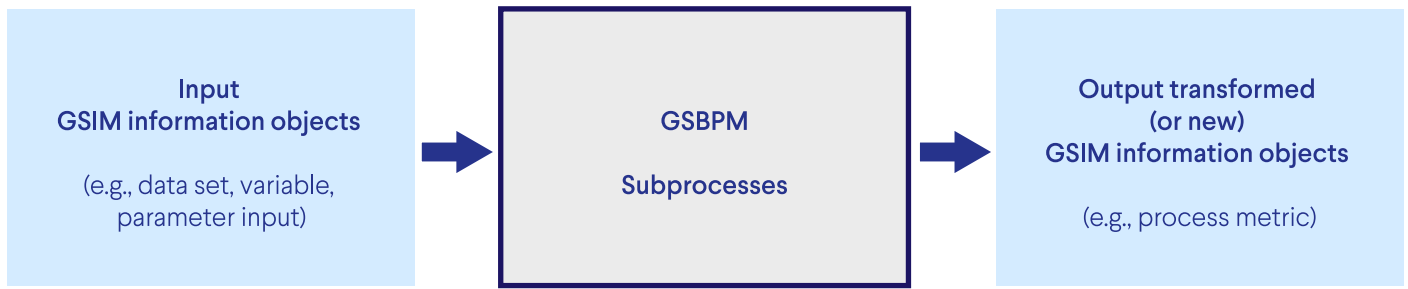 Input
GSIM information objects
(e.g., data set, variable,
parameter input)
GSBPM
Subprocesses
Output transformed
(or new)
GSIM information objects
(e.g., process metric)